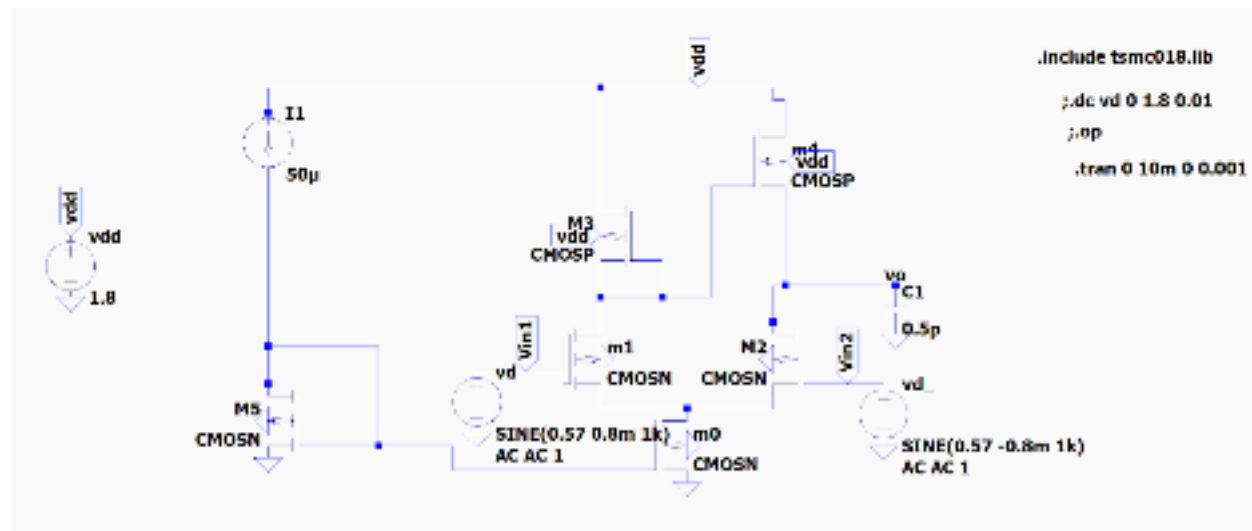 vdd
.include tsmc018.lib
;.dc vd 0 1.8 0.01
;.op
.tran 0 10m 0 0.001
I1
50µ
m4
vdd
CMOSP
vdd
vdd
1.8
M3
vdd
CMOSP
vo
C1
0.5p
Vin1
m1
CMOSN
M2
CMOSN
Vin2
vd
SINE(0.57 0.8m 1k)
AC AC 1
vd_
SINE(0.57 -0.8m 1k)
AC AC 1
M5
CMOSN
m0
CMOSN